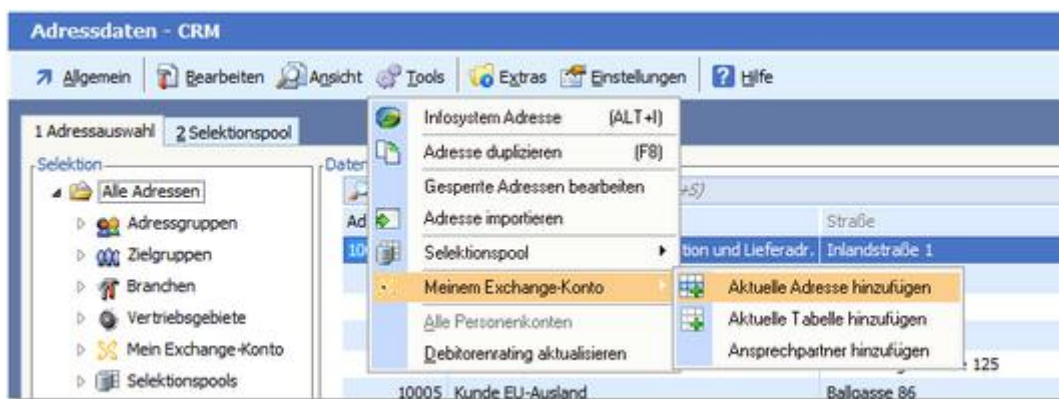 Adressdaten - CRM
Allgemein Bearbeiten Ansicht Tools Extras Einstellungen Hilfe
1 Adressauswahl 2 Selektionspool
Selektion
Alle Adressen
Adressgruppen
Zielgruppen
Branchen
Vertriebsgebiete
Mein Exchange-Konto
Selektionspools
Infosystem Adresse (ALT+I)
Adresse duplizieren (F8)
Gesperrte Adressen bearbeiten
Adresse importieren
Selektionspool
Meinem Exchange-Konto
Alle Personenkonten
Debitorenrating aktualisieren
Aktuelle Adresse hinzufügen
Aktuelle Tabelle hinzufügen
Ansprechpartner hinzufügen
+S)
Straße
und Lieferadr. Inlandstraße 1
125
10005 Kunde EU-Ausland Ballgasse 86